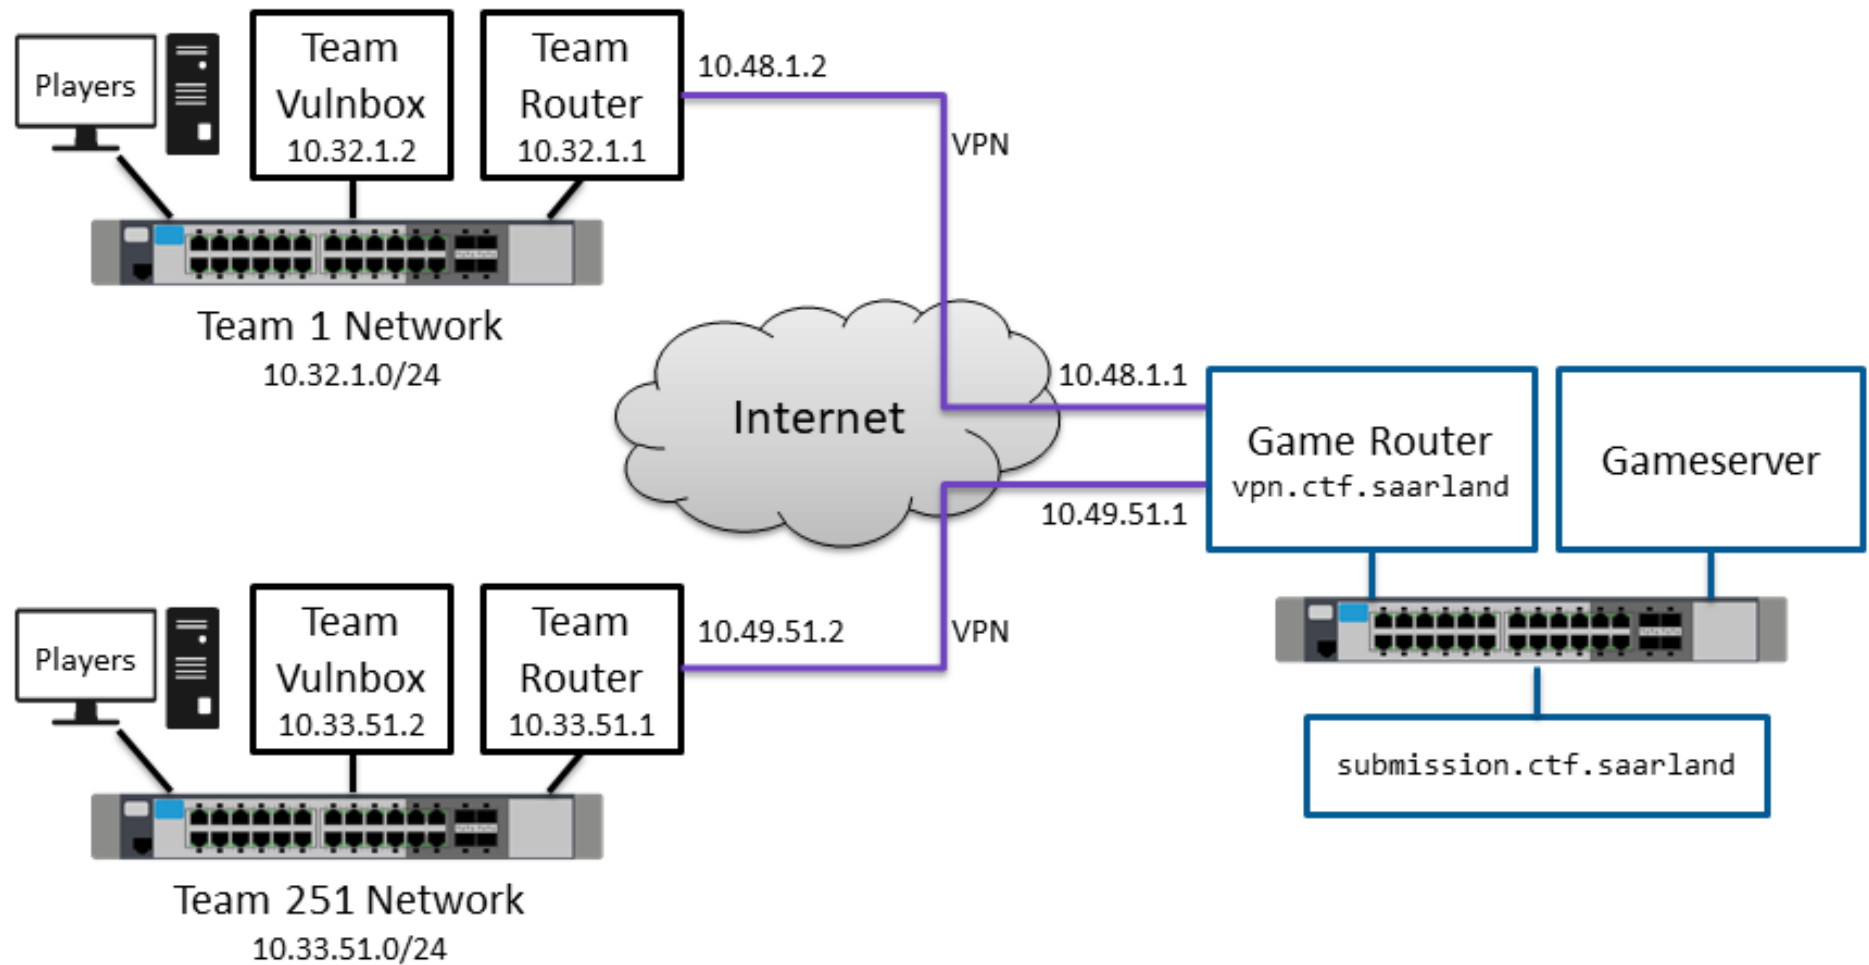 Players
Team
Vulnbox
10.32.1.2
Team
Router
10.32.1.1
10.48.1.2
VPN
Team 1 Network
10.32.1.0/24
Internet
10.48.1.1
10.49.51.1
Game Router
vpn.ctf.saarland
Gameserver
submission.ctf.saarland
Players
Team
Vulnbox
10.33.51.2
Team
Router
10.33.51.1
10.49.51.2
VPN
Team 251 Network
10.33.51.0/24